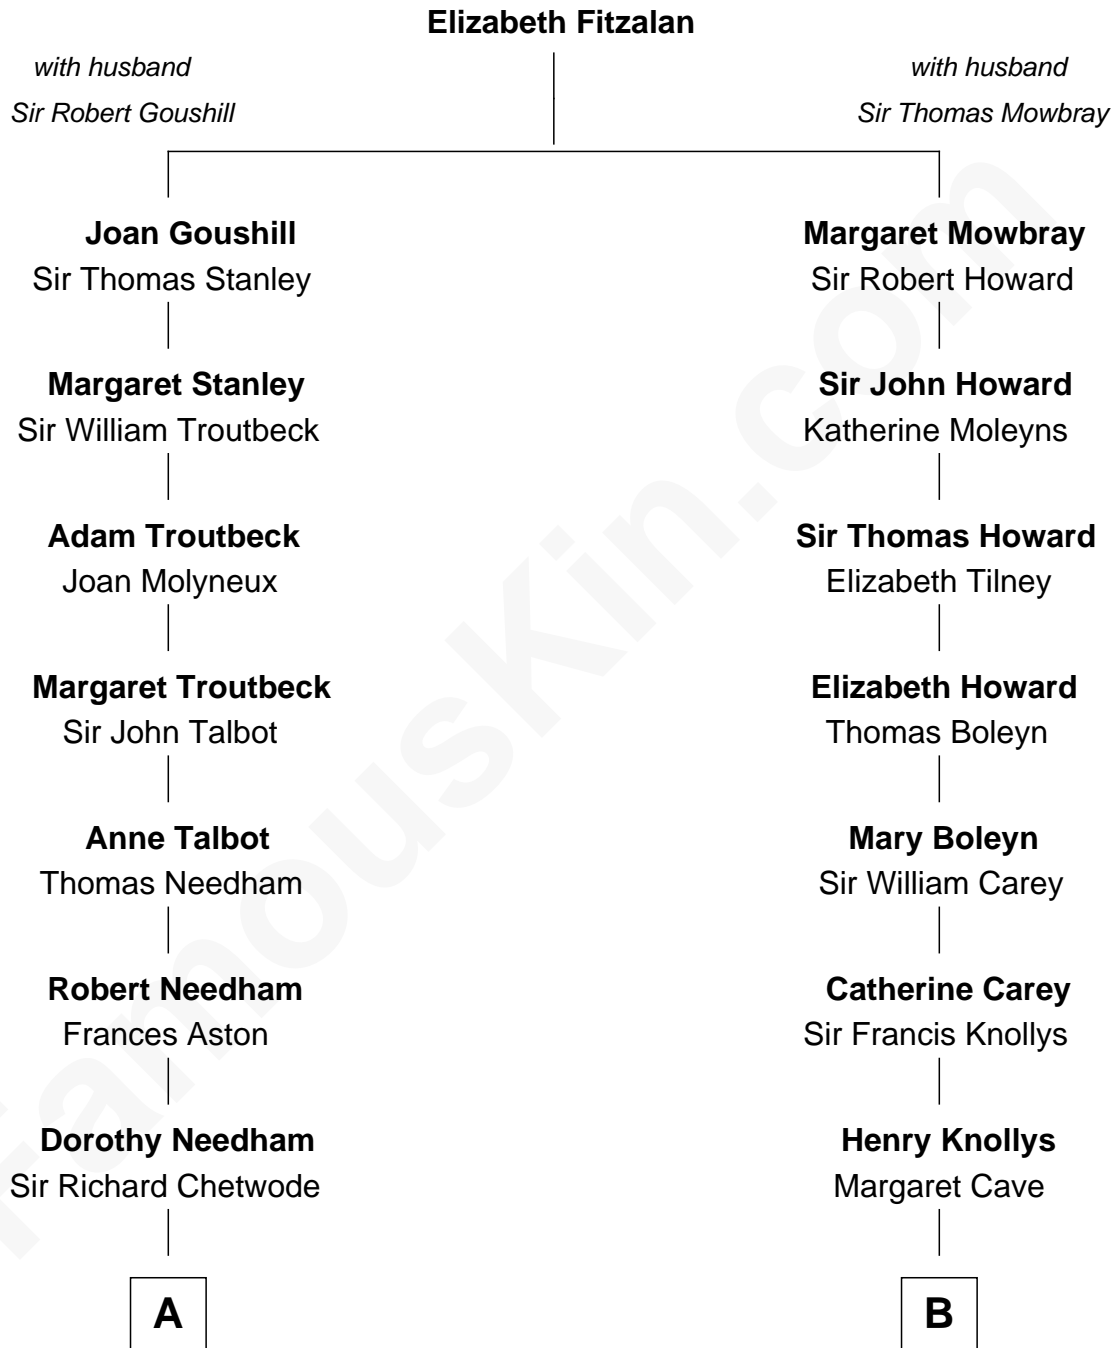 Elizabeth Fitzalan
with husband
Sir Robert Goushill
with husband
Sir Thomas Mowbray
Joan Goushill
Sir Thomas Stanley
Margaret Stanley
Sir William Troutbeck
Adam Troutbeck
Joan Molyneux
Margaret Troutbeck
Sir John Talbot
Anne Talbot
Thomas Needham
Robert Needham
Frances Aston
Dorothy Needham
Sir Richard Chetwode
A
Margaret Mowbray
Sir Robert Howard
Sir John Howard
Katherine Moleyns
Sir Thomas Howard
Elizabeth Tilney
Elizabeth Howard
Thomas Boleyn
Mary Boleyn
Sir William Carey
Catherine Carey
Sir Francis Knollys
Henry Knollys
Margaret Cave
B
FamousKin.com